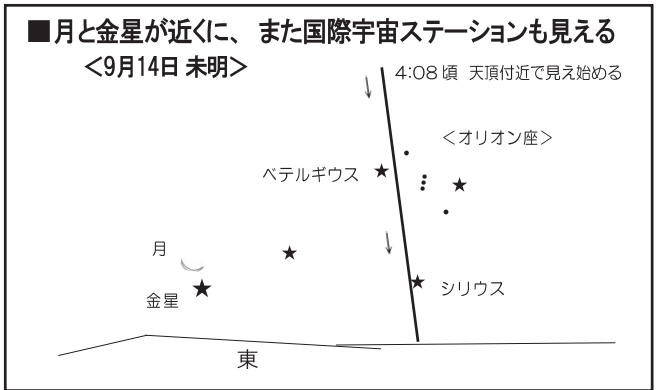 ■月と金星が近くに、また国際宇宙ステーションも見える
＜9月14日 未明＞
4:08 頃 天頂付近で見え始める
＜オリオン座＞
ベテルギウス
月
金星
シリウス
東